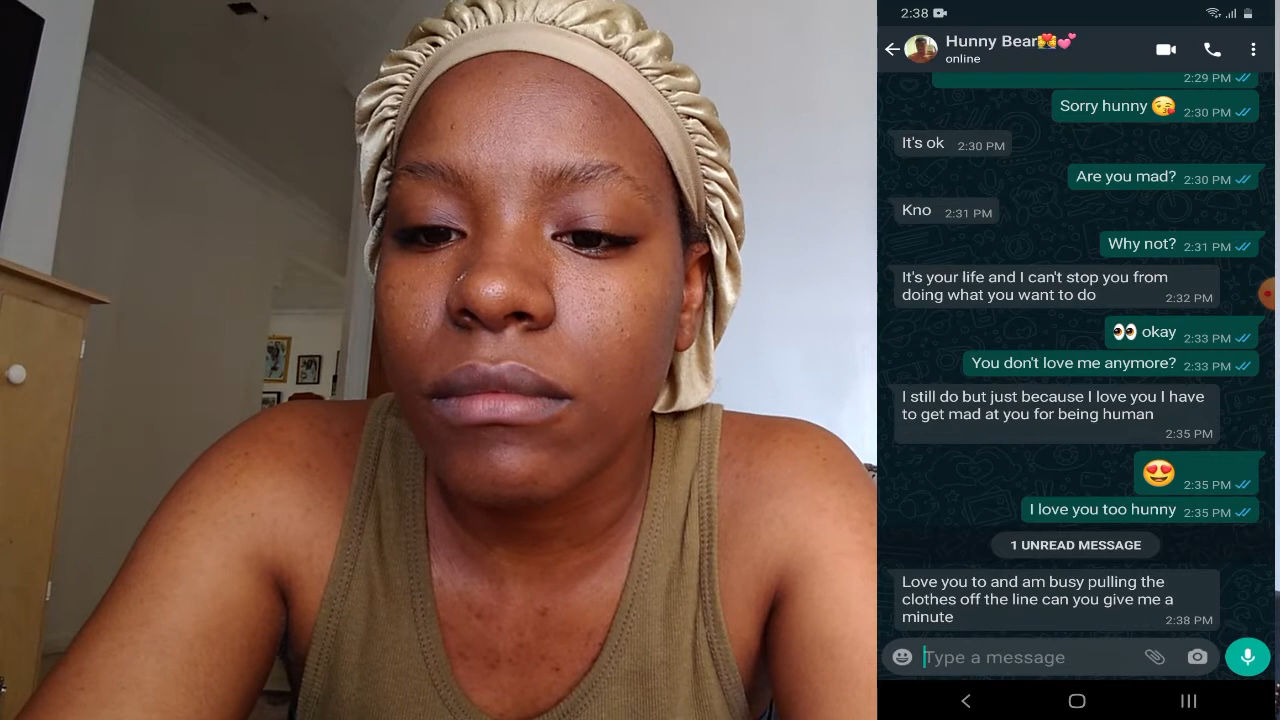 2:38
Hunny Bear
online
2:29 PM
Sorry hunny 😘 2:30 PM
It's ok 2:30 PM
Are you mad? 2:30 PM
Kno 2:31 PM
Why not? 2:31 PM
It's your life and I can't stop you from
doing what you want to do 2:32 PM
👀 okay 2:33 PM
You don't love me anymore? 2:33 PM
I still do but just because I love you I have
to get mad at you for being human
2:35 PM
😍 2:35 PM
I love you too hunny 2:35 PM
1 UNREAD MESSAGE
Love you to and am busy pulling the
clothes off the line can you give me a
minute 2:38 PM
Type a message